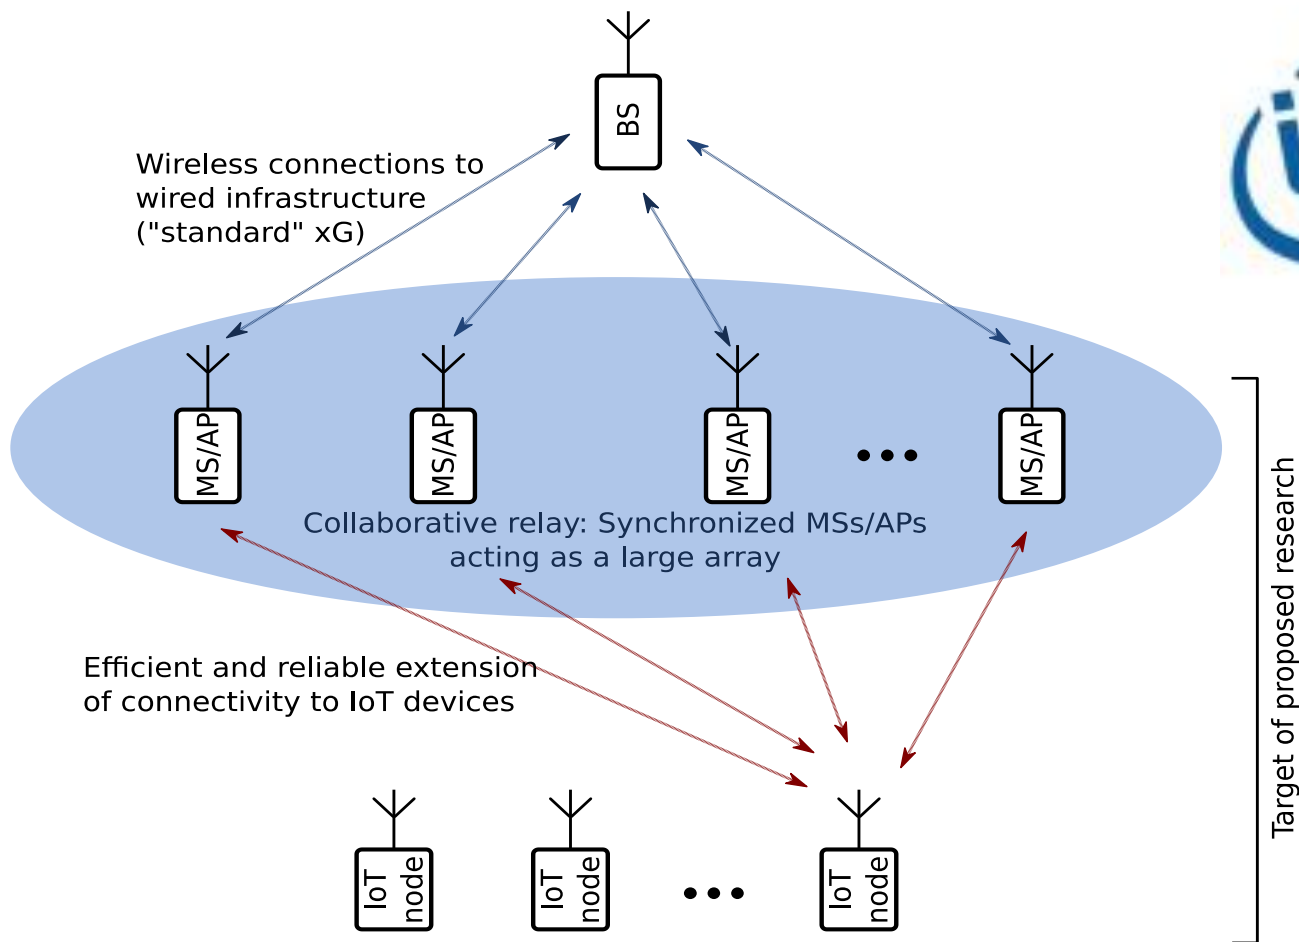 BS
Wireless connections to
wired infrastructure
("standard" xG)
MS/AP
MS/AP
MS/AP
MS/AP
Collaborative relay: Synchronized MSs/APs
acting as a large array
Efficient and reliable extension
of connectivity to IoT devices
IoT
node
IoT
node
IoT
node
Target of proposed research